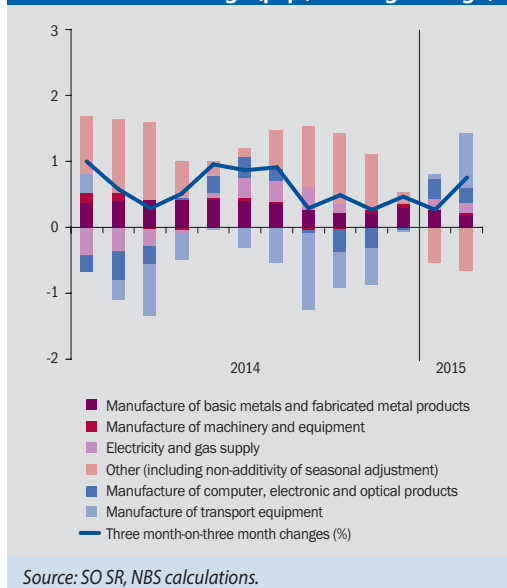 3
2
1
0
-1
-2
2014 2015
Manufacture of basic metals and fabricated metal products
Manufacture of machinery and equipment
Electricity and gas supply
Other (including non-additivity of seasonal adjustment)
Manufacture of computer, electronic and optical products
Manufacture of transport equipment
Three month-on-three month changes (%)
Source: SO SR, NBS calculations.